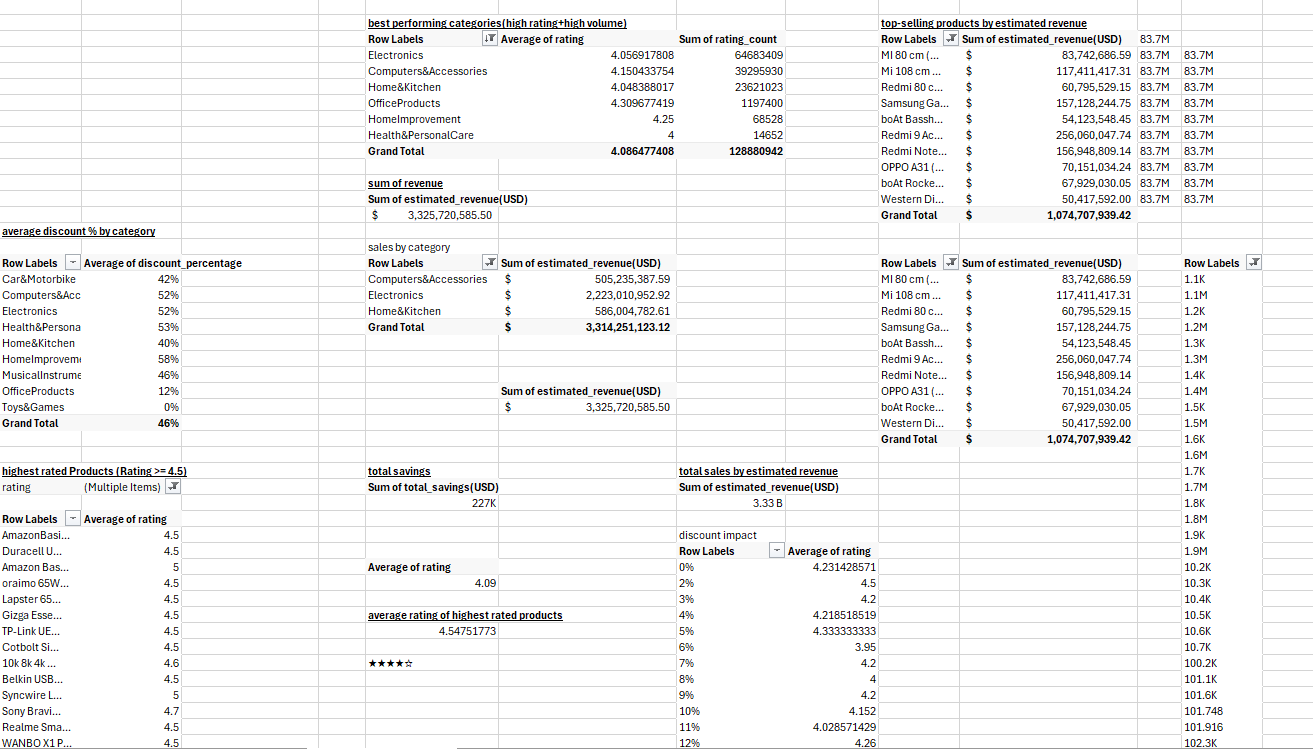 best performing categories(high rating+high volume)
Row Labels Average of rating Sum of rating_count
Electronics 4.056917808 64683409
Computers&Accessories 4.150433754 39295930
Home&Kitchen 4.048388017 23621023
OfficeProducts 4.309677419 1197400
HomeImprovement 4.25 68528
Health&PersonalCare 4 14652
Grand Total 4.086477408 128880942
top-selling products by estimated revenue
Row Labels Sum of estimated_revenue(USD) 83.7M
MI 80 cm (... $ 83,742,686.59 83.7M 83.7M
Mi 108 cm ... $ 117,411,417.31 83.7M 83.7M
Redmi 80 c... $ 60,795,529.15 83.7M 83.7M
Samsung Ga... $ 157,128,244.75 83.7M 83.7M
boAt Bassh... $ 54,123,548.45 83.7M 83.7M
Redmi 9 Ac... $ 256,060,047.74 83.7M 83.7M
Redmi Note... $ 156,948,809.14 83.7M 83.7M
OPPO A31 (... $ 70,151,034.24 83.7M 83.7M
boAt Rocke... $ 67,929,030.05 83.7M 83.7M
Western Di... $ 50,417,592.00 83.7M 83.7M
Grand Total $ 1,074,707,939.42
sum of revenue
Sum of estimated_revenue(USD)
$ 3,325,720,585.50
average discount % by category
Row Labels Average of discount_percentage
Car&Motorbike 42%
Computers&Acc 52%
Electronics 52%
Health&Persona 53%
Home&Kitchen 40%
HomeImprovem 58%
MusicalInstrume 46%
OfficeProducts 12%
Toys&Games 0%
Grand Total 46%
sales by category
Row Labels Sum of estimated_revenue(USD)
Computers&Accessories $ 505,235,387.59
Electronics $ 2,223,010,952.92
Home&Kitchen $ 586,004,782.61
Grand Total $ 3,314,251,123.12
Sum of estimated_revenue(USD)
$ 3,325,720,585.50
Row Labels Sum of estimated_revenue(USD)
MI 80 cm (... $ 83,742,686.59
Mi 108 cm ... $ 117,411,417.31
Redmi 80 c... $ 60,795,529.15
Samsung Ga... $ 157,128,244.75
boAt Bassh... $ 54,123,548.45
Redmi 9 Ac... $ 256,060,047.74
Redmi Note... $ 156,948,809.14
OPPO A31 (... $ 70,151,034.24
boAt Rocke... $ 67,929,030.05
Western Di... $ 50,417,592.00
Grand Total $ 1,074,707,939.42
Row Labels
1.1K
1.1M
1.2K
1.2M
1.3K
1.3M
1.4K
1.4M
1.5K
1.5M
1.6K
1.6M
1.7K
1.7M
1.8K
1.8M
1.9K
1.9M
10.2K
10.3K
10.4K
10.5K
10.6K
10.7K
100.2K
101.1K
101.6K
101.748
101.916
102.3K
highest rated Products (Rating >= 4.5)
rating (Multiple Items)
Row Labels Average of rating
AmazonBasi... 4.5
Duracell U... 4.5
Amazon Bas... 5
oraimo 65W... 4.5
Lapster 65... 4.5
Gizga Esse... 4.5
TP-Link UE... 4.5
Cotbolt Si... 4.5
10k 8k 4k ... 4.6
Belkin USB... 4.5
Syncwire L... 5
Sony Bravi... 4.7
Realme Sma... 4.5
WANBO X1 P... 4.5
total savings
Sum of total_savings(USD)
227K
Average of rating
4.09
average rating of highest rated products
4.54751773
★★★★☆
total sales by estimated revenue
Sum of estimated_revenue(USD)
3.33 B
discount impact
Row Labels Average of rating
0% 4.231428571
2% 4.5
3% 4.2
4% 4.218518519
5% 4.333333333
6% 3.95
7% 4.2
8% 4
9% 4.2
10% 4.152
11% 4.028571429
12% 4.26